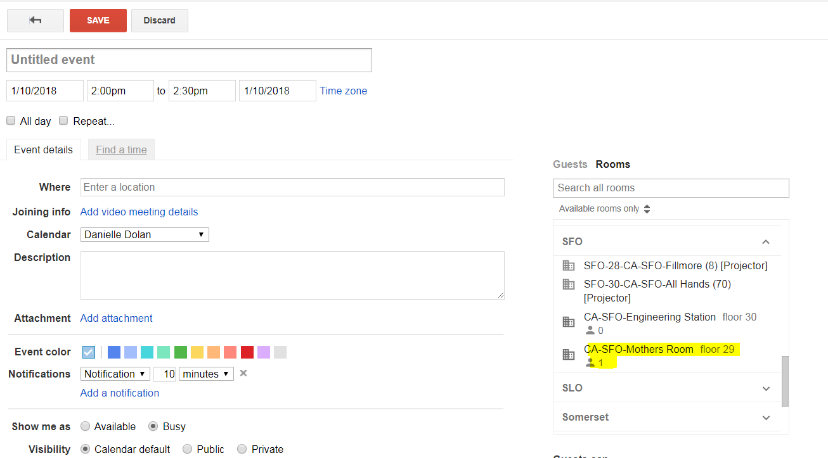 SAVE Discard
Untitled event
1/10/2018 2:00pm to 2:30pm 1/10/2018 Time zone
All day Repeat...
Event details Find a time
Where Enter a location
Joining info Add video meeting details
Calendar Danielle Dolan
Description
Attachment Add attachment
Event color
Notifications Notification 10 minutes
Add a notification
Show me as Available Busy
Visibility Calendar default Public Private
Guests Rooms
Search all rooms
Available rooms only
SFO
SFO-28-CA-SFO-Fillmore (8) [Projector]
SFO-30-CA-SFO-All Hands (70)
[Projector]
CA-SFO-Engineering Station floor 30
0
CA-SFO-Mothers Room floor 29
1
SLO
Somerset